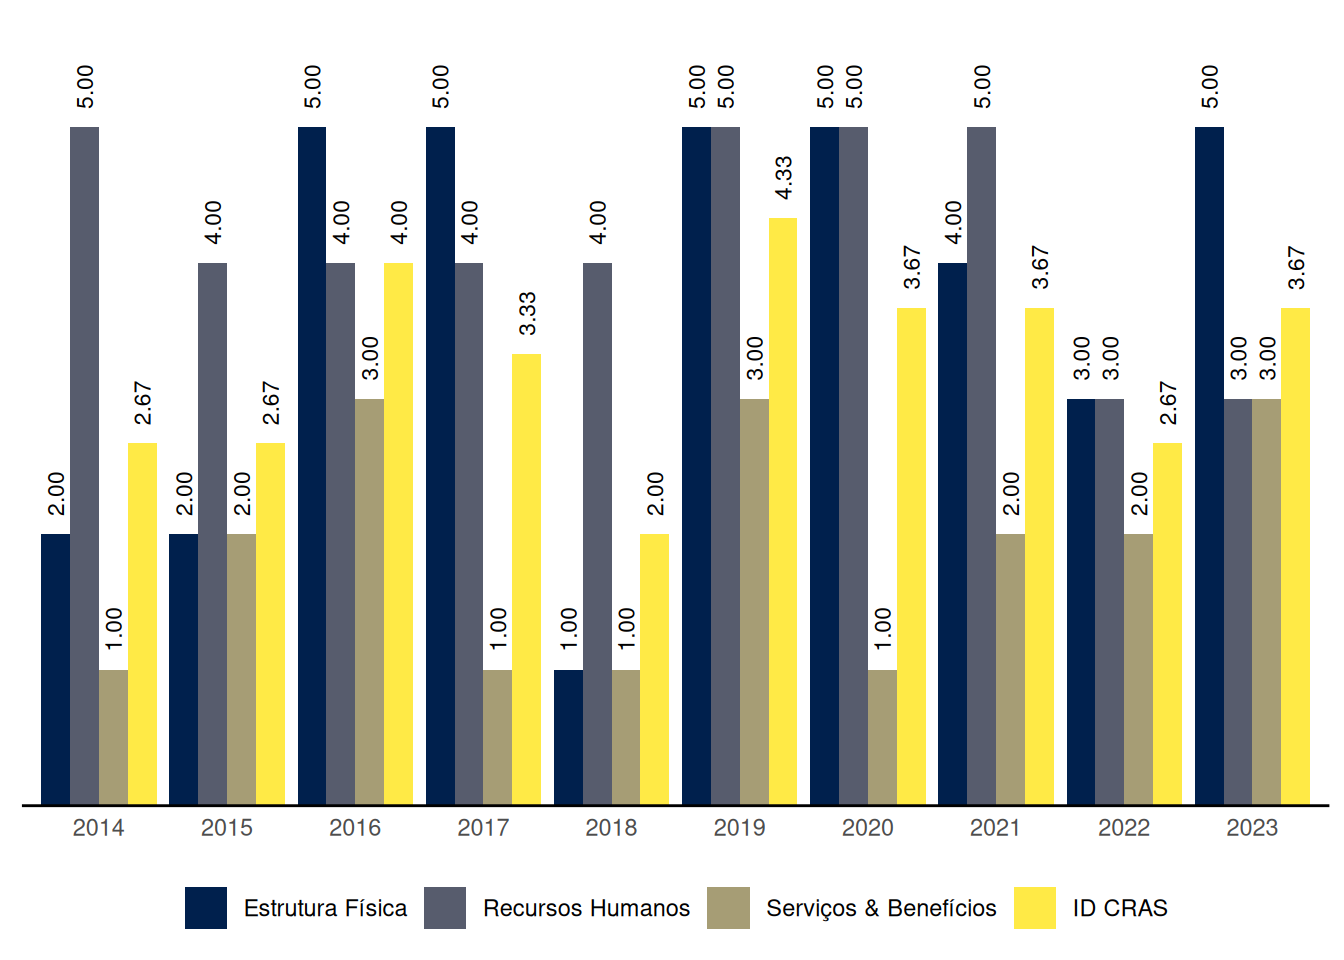 2.00 5.00 1.00 2.67
2.00 4.00 2.00 2.67
5.00 4.00 3.00 4.00
5.00 4.00 1.00 3.33
1.00 4.00 1.00 2.00
5.00 5.00 3.00 4.33
5.00 5.00 1.00 3.67
4.00 5.00 2.00 3.67
3.00 3.00 2.00 2.67
5.00 3.00 3.00 3.67
2014 2015 2016 2017 2018 2019 2020 2021 2022 2023
Estrutura Física Recursos Humanos Serviços & Benefícios ID CRAS